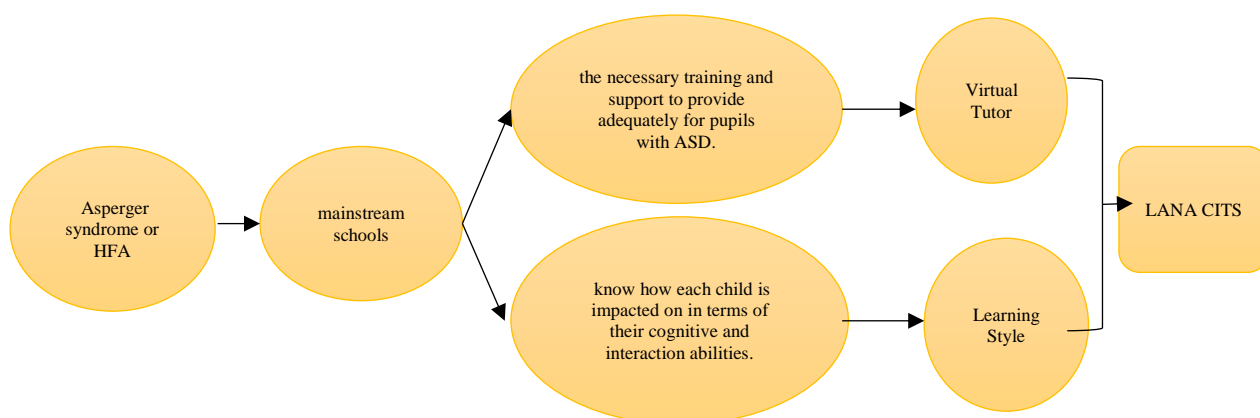 Asperger
syndrome or
HFA
mainstream
schools
the necessary training and
support to provide
adequately for pupils
with ASD.
Virtual
Tutor
know how each child is
impacted on in terms of
their cognitive and
interaction abilities.
Learning
Style
LANA CITS